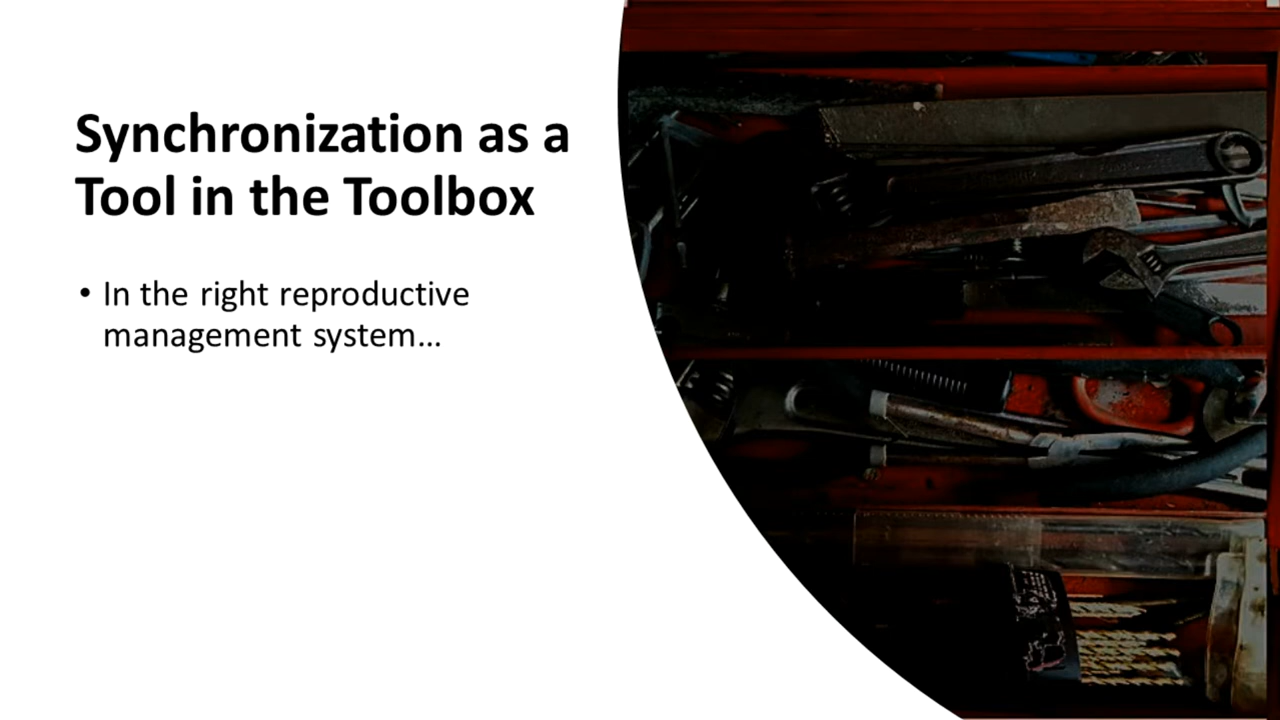 Synchronization as a
Tool in the Toolbox
• In the right reproductive
management system…